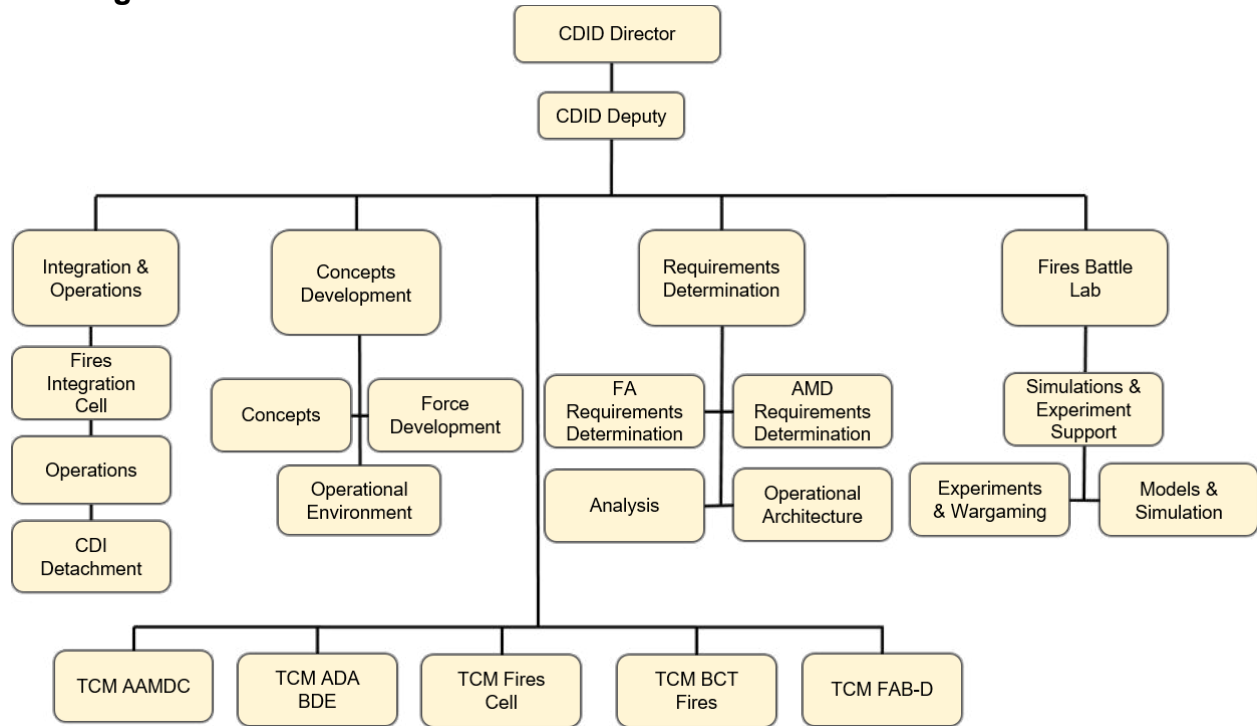 CDID Director
CDID Deputy
Integration &
Operations
Concepts
Development
Requirements
Determination
Fires Battle
Lab
Fires
Integration
Cell
Operations
CDI
Detachment
Concepts
Force
Development
Operational
Environment
FA
Requirements
Determination
AMD
Requirements
Determination
Analysis
Operational
Architecture
Simulations &
Experiment
Support
Experiments
& Wargaming
Models &
Simulation
TCM AAMDC
TCM ADA
BDE
TCM Fires
Cell
TCM BCT
Fires
TCM FAB-D